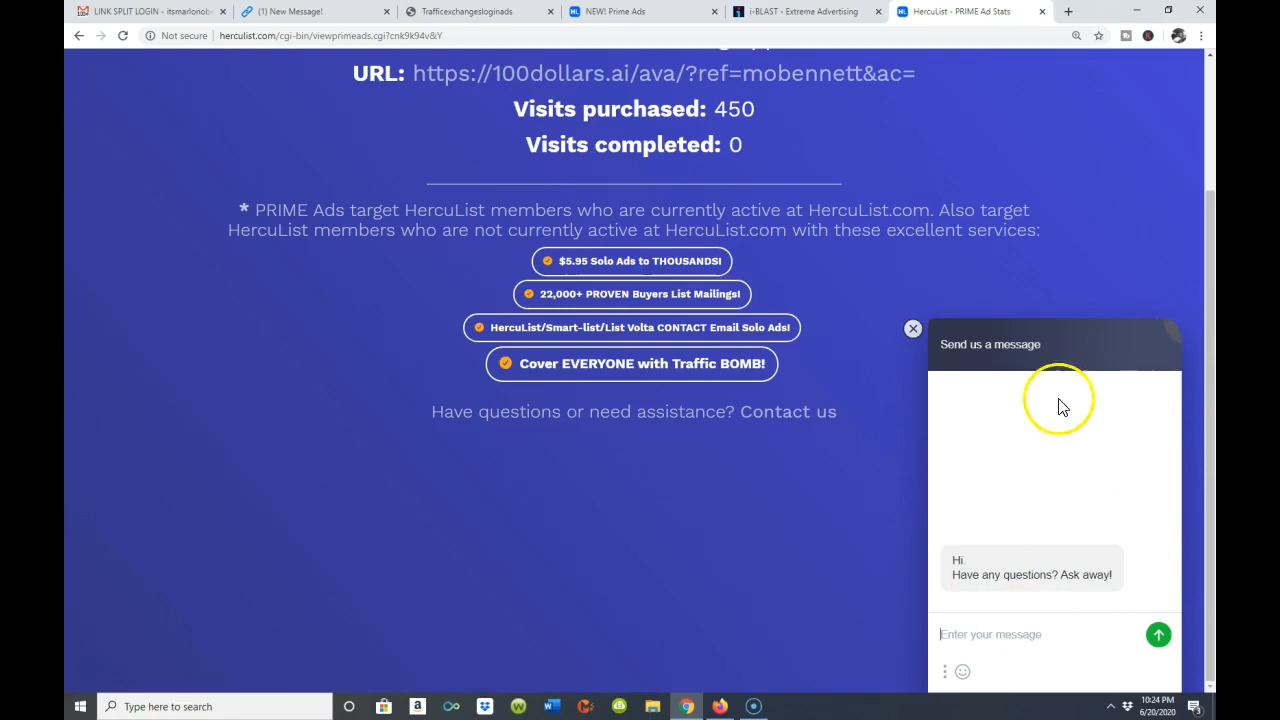 LINK SPLIT LOGIN - itsmarlonob
(1) New Message!
Trafficexchangesloginads
NEW! Prime Ads
i-BLAST - Extreme Advertising
HercuList - PRIME Ad Stats
Not secure | herculist.com/cgi-bin/viewprimeads.cgi?cnk9k94v&Y
URL: https://100dollars.ai/ava/?ref=mobennett&ac=
Visits purchased: 450
Visits completed: 0
* PRIME Ads target HercuList members who are currently active at HercuList.com. Also target
HercuList members who are not currently active at HercuList.com with these excellent services:
$5.95 Solo Ads to THOUSANDS!
22,000+ PROVEN Buyers List Mailings!
HercuList/Smart-list/List Volta CONTACT Email Solo Ads!
Cover EVERYONE with Traffic BOMB!
Have questions or need assistance? Contact us
Send us a message
Hi.
Have any questions? Ask away!
Enter your message
Type here to search
10:24 PM
6/20/2020